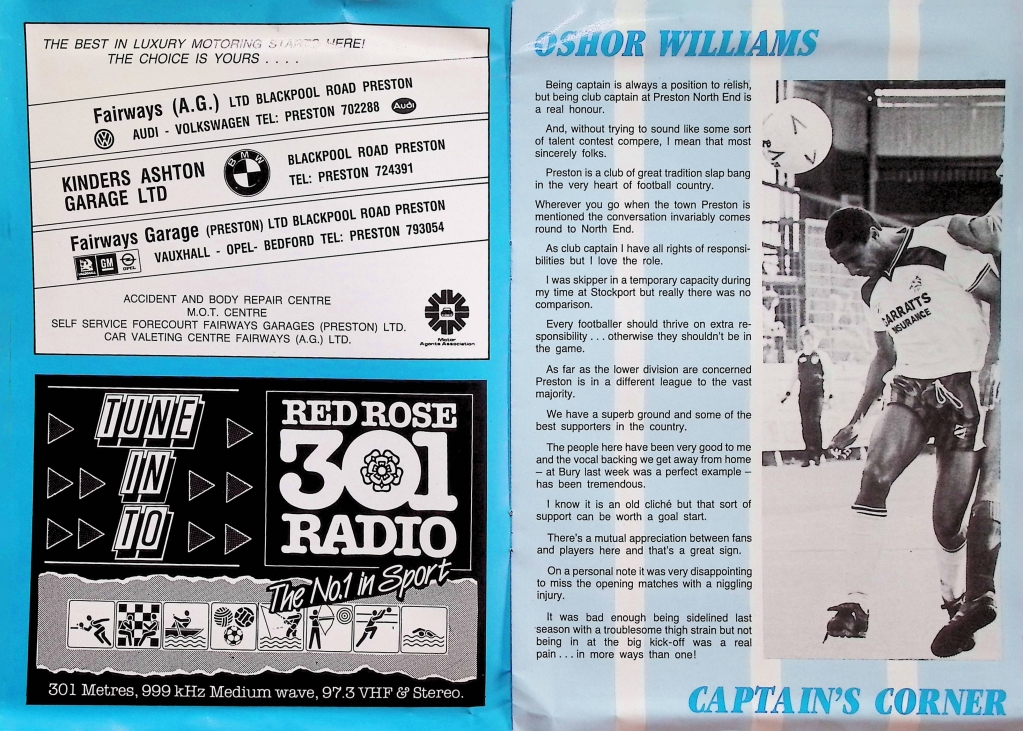 THE BEST IN LUXURY MOTORING STARTS HERE!
THE CHOICE IS YOURS . . . .
Fairways (A.G.) LTD BLACKPOOL ROAD PRESTON
AUDI - VOLKSWAGEN TEL: PRESTON 702288
Audi
KINDERS ASHTON
GARAGE LTD
BMW
BLACKPOOL ROAD PRESTON
TEL: PRESTON 724391
Fairways Garage (PRESTON) LTD BLACKPOOL ROAD PRESTON
VAUXHALL - OPEL- BEDFORD TEL: PRESTON 793054
VAUXHALL
GM
OPEL
ACCIDENT AND BODY REPAIR CENTRE
M.O.T. CENTRE
SELF SERVICE FORECOURT FAIRWAYS GARAGES (PRESTON) LTD.
CAR VALETING CENTRE FAIRWAYS (A.G.) LTD.
Motor
Agents Association
TUNE
IN
TO
RED ROSE
301
RADIO
The No.1 in Sport
301 Metres, 999 kHz Medium wave, 97.3 VHF & Stereo.
OSHOR WILLIAMS
Being captain is always a position to relish,
but being club captain at Preston North End is
a real honour.
And, without trying to sound like some sort
of talent contest compere, I mean that most
sincerely folks.
Preston is a club of great tradition slap bang
in the very heart of football country.
Wherever you go when the town Preston is
mentioned the conversation invariably comes
round to North End.
As club captain I have all rights of responsi-
bilities but I love the role.
I was skipper in a temporary capacity during
my time at Stockport but really there was no
comparison.
Every footballer should thrive on extra re-
sponsibility . . . otherwise they shouldn't be in
the game.
As far as the lower division are concerned
Preston is in a different league to the vast
majority.
We have a superb ground and some of the
best supporters in the country.
The people here have been very good to me
and the vocal backing we get away from home
– at Bury last week was a perfect example –
has been tremendous.
I know it is an old cliché but that sort of
support can be worth a goal start.
There's a mutual appreciation between fans
and players here and that's a great sign.
On a personal note it was very disappointing
to miss the opening matches with a niggling
injury.
It was bad enough being sidelined last
season with a troublesome thigh strain but not
being in at the big kick-off was a real
pain . . . in more ways than one!
GARRATTS
INSURANCE
CAPTAIN'S CORNER